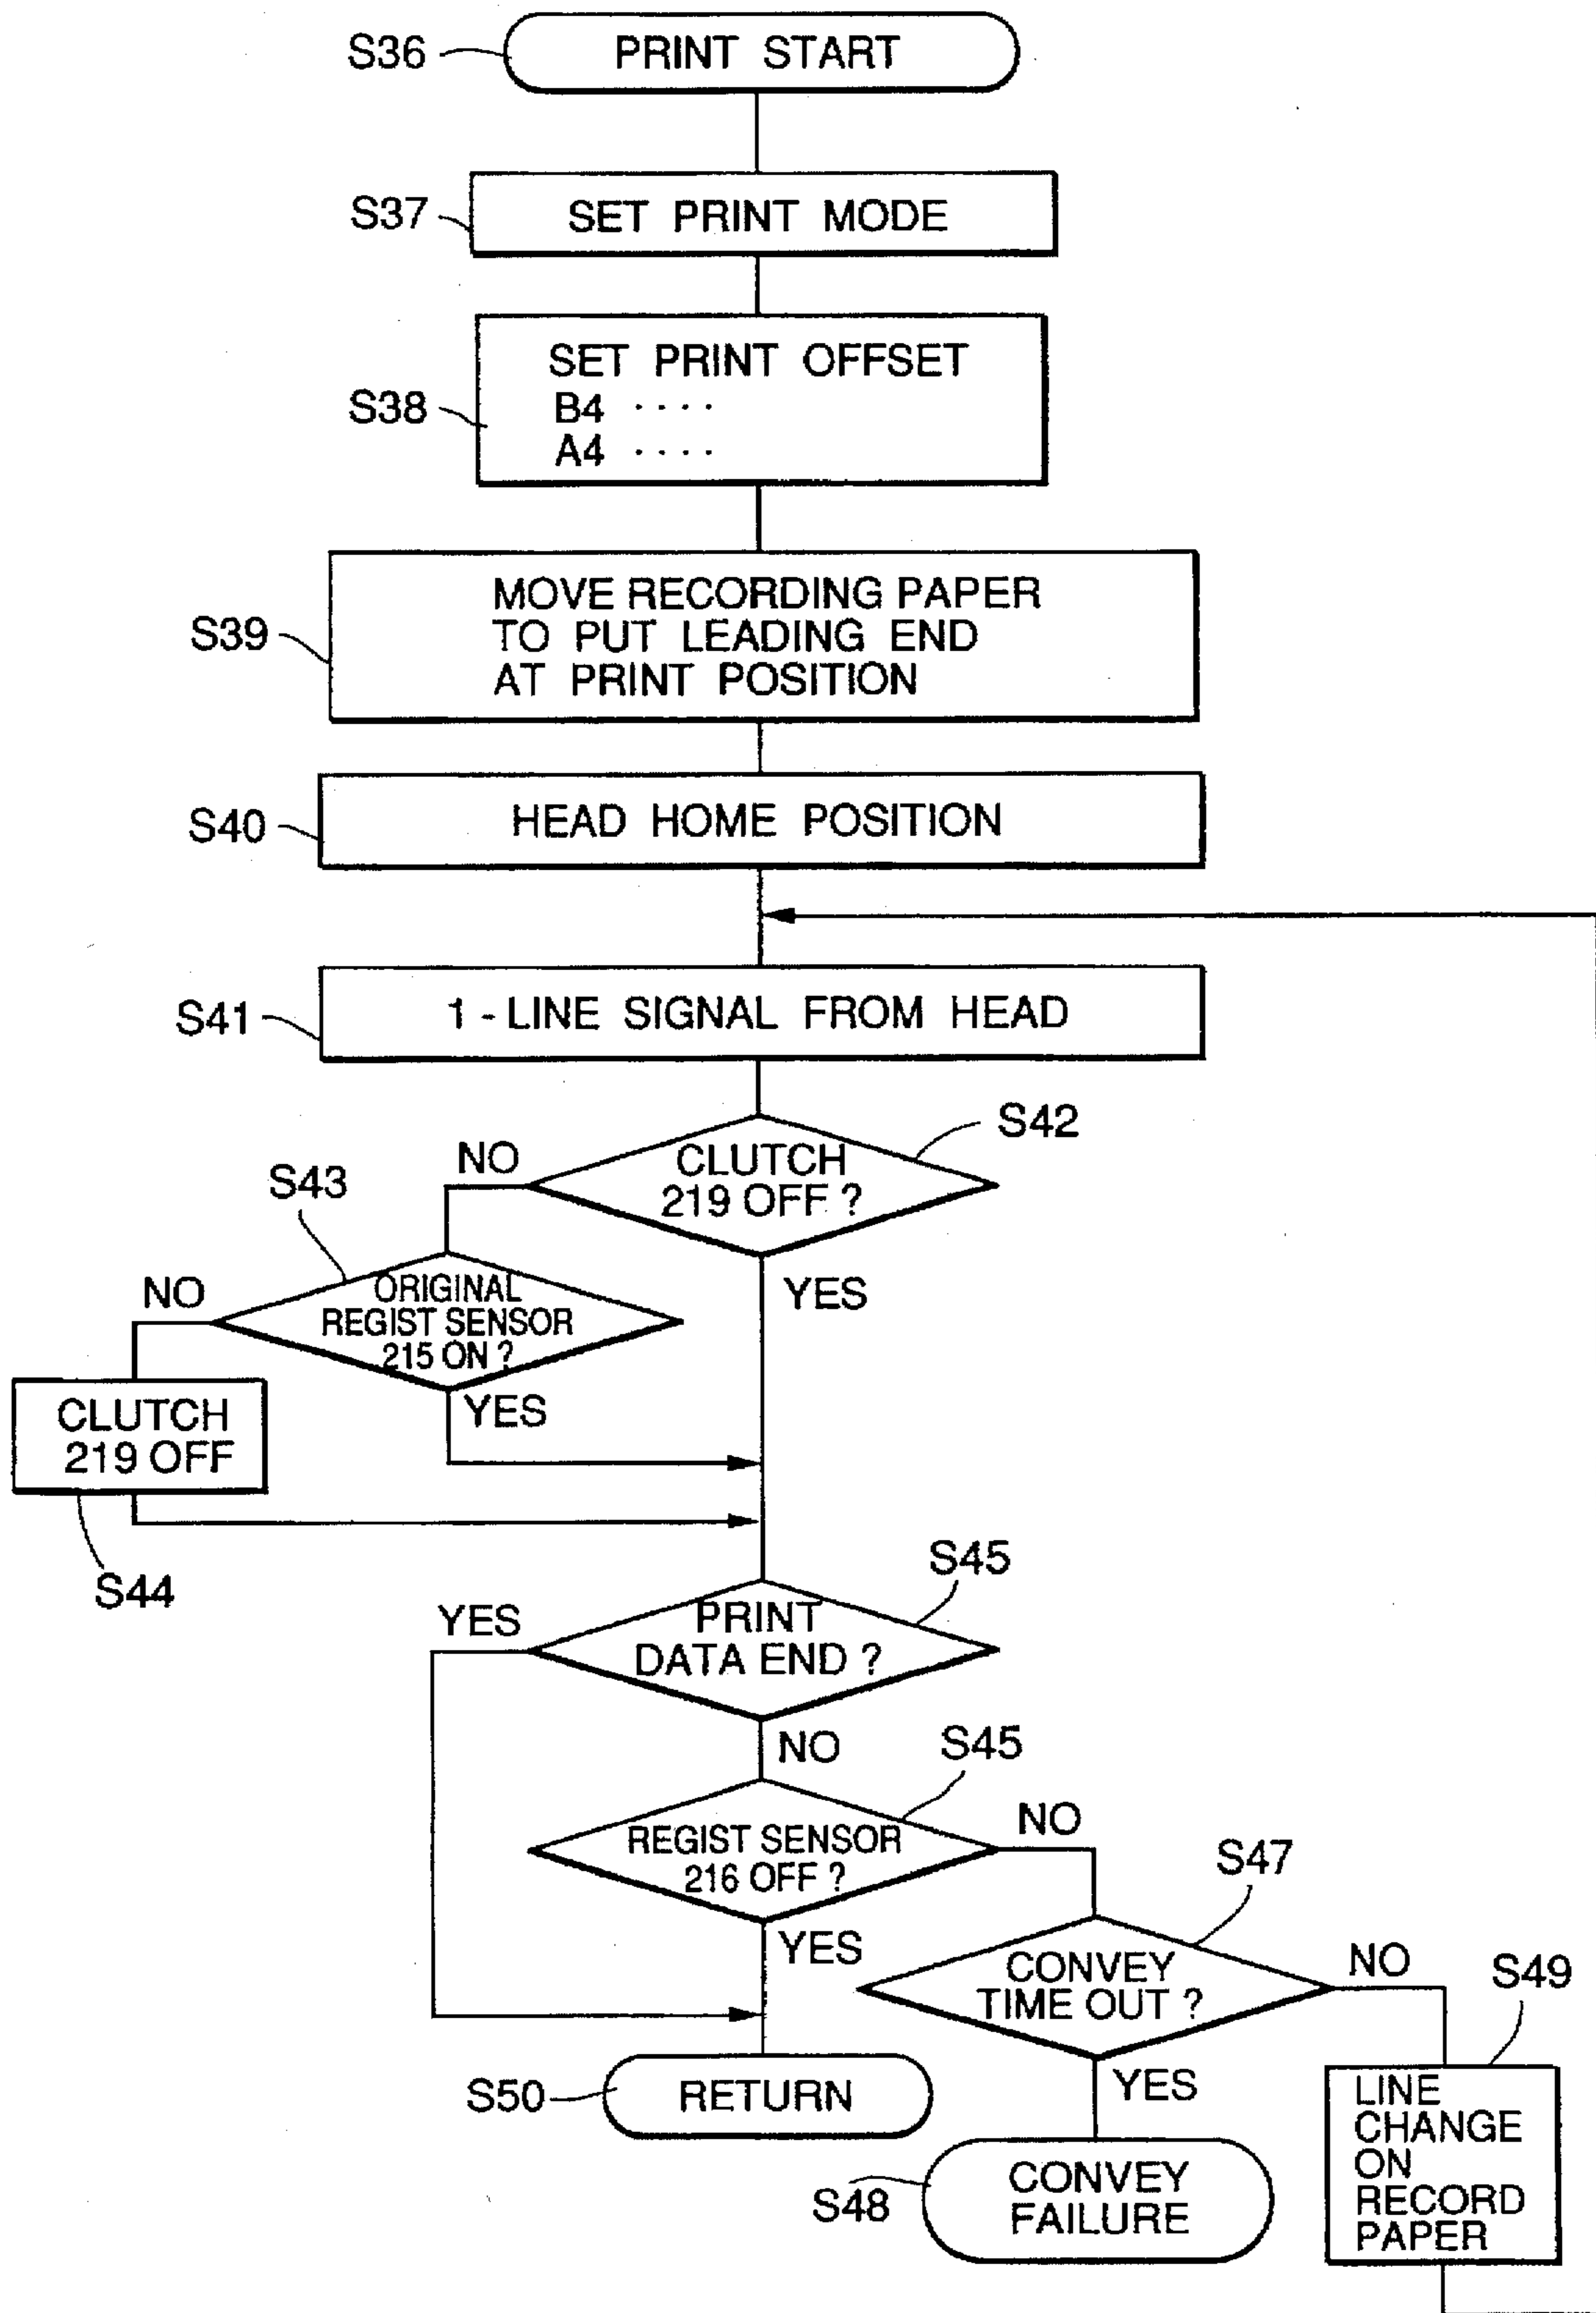 S36
PRINT START
S37
SET PRINT MODE
S38
SET PRINT OFFSET
B4 ····
A4 ····
S39
MOVE RECORDING PAPER
TO PUT LEADING END
AT PRINT POSITION
S40
HEAD HOME POSITION
S41
1 - LINE SIGNAL FROM HEAD
S42
CLUTCH
219 OFF ?
NO
YES
S43
ORIGINAL
REGIST SENSOR
215 ON ?
NO
YES
CLUTCH
219 OFF
S44
S45
PRINT
DATA END ?
YES
NO
S45
REGIST SENSOR
216 OFF ?
NO
YES
S47
CONVEY
TIME OUT ?
NO
YES
S49
LINE
CHANGE
ON
RECORD
PAPER
S50
RETURN
S48
CONVEY
FAILURE